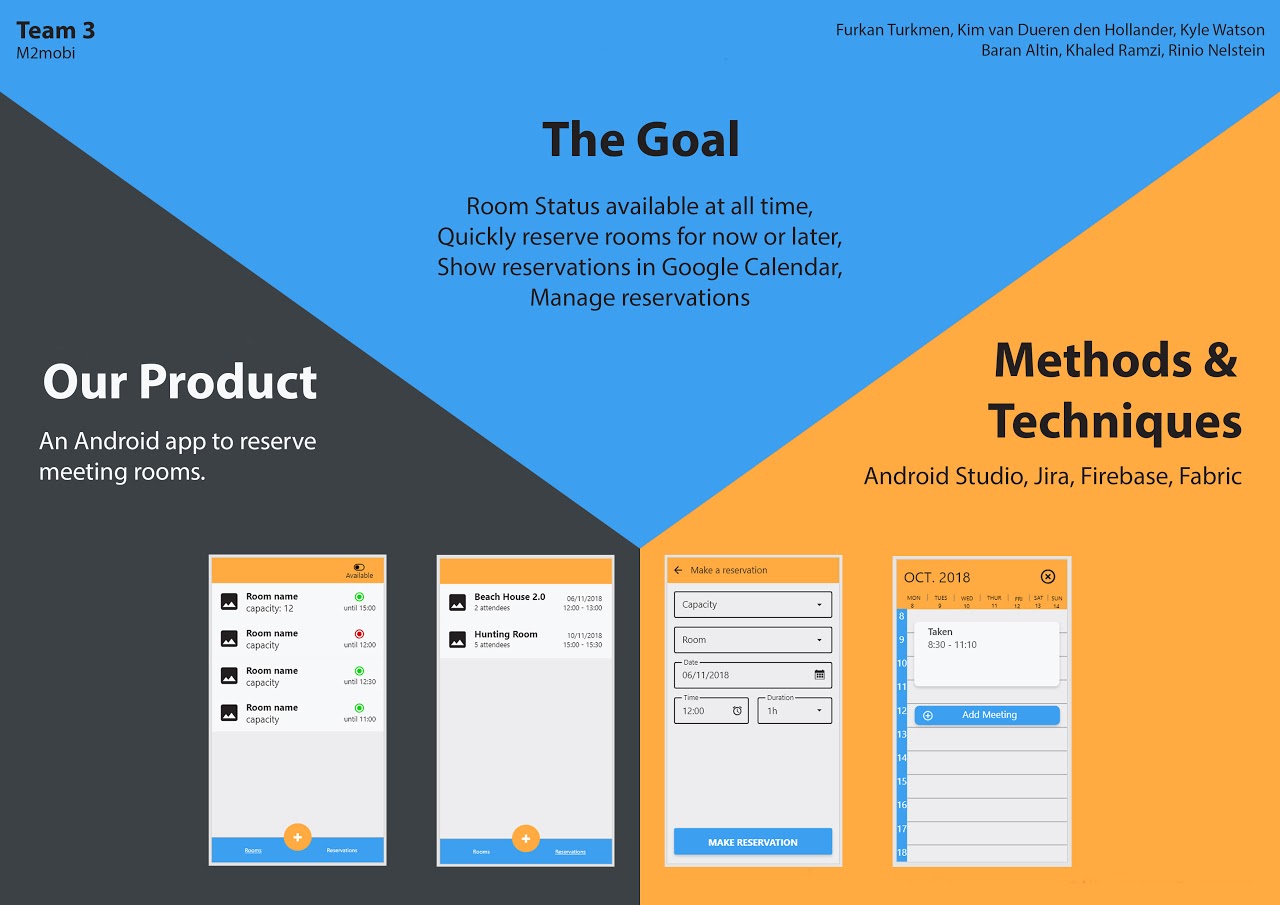 Team 3
M2mobi
Furkan Turkmen, Kim van Dueren den Hollander, Kyle Watson
Baran Altin, Khaled Ramzi, Rinio Nelstein
The Goal
Room Status available at all time,
Quickly reserve rooms for now or later,
Show reservations in Google Calendar,
Manage reservations
Our Product
An Android app to reserve
meeting rooms.
Methods &
Techniques
Android Studio, Jira, Firebase, Fabric
Available
Room name
capacity: 12
until 15:00
Room name
capacity
until 12:00
Room name
capacity
until 12:30
Room name
capacity
until 11:00
+
Rooms Reservations
Beach House 2.0 06/11/2018
2 attendees 12:00 - 13:00
Hunting Room 10/11/2018
5 attendees 15:00 - 15:30
+
Rooms Reservations
Make a reservation
Capacity
Room
Date
06/11/2018
Time Duration
12:00 1h
MAKE RESERVATION
OCT. 2018
MON TUES WED THUR FRI SAT SUN
8 9 10 11 12 13 14
8
Taken
9 8:30 - 11:10
10
11
12 Add Meeting
13
14
15
16
17
18